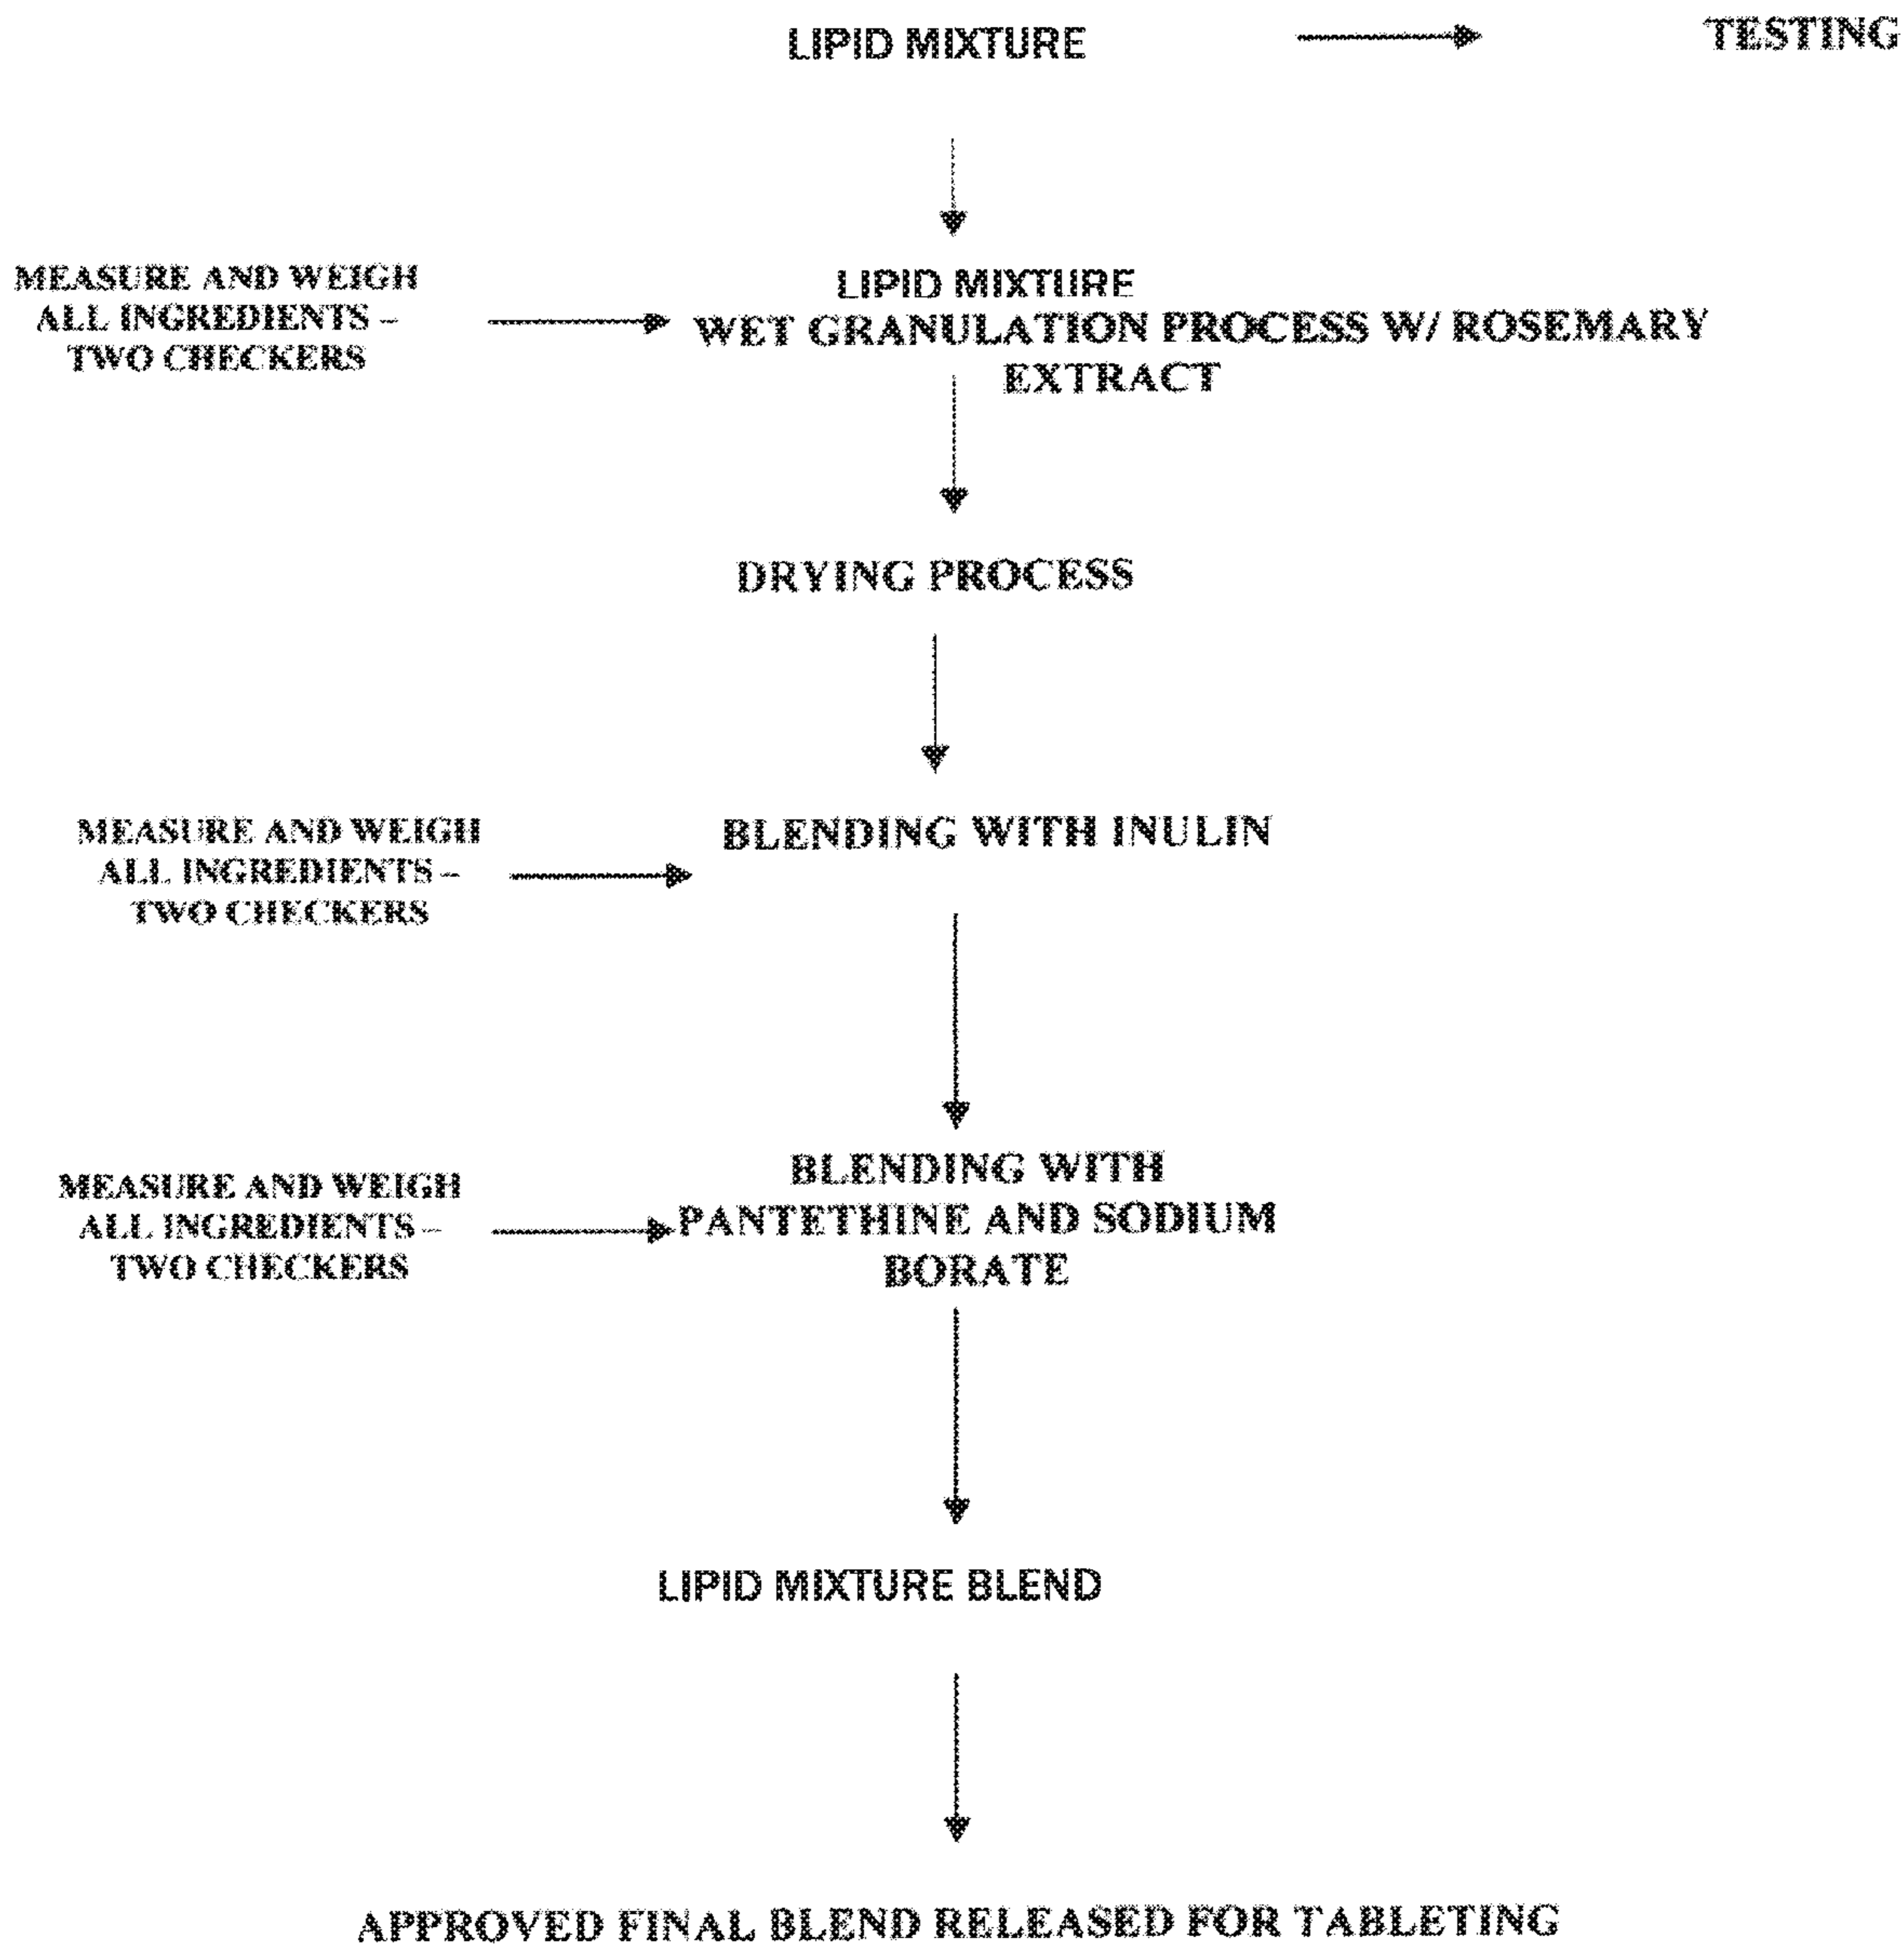 LIPID MIXTURE
TESTING
MEASURE AND WEIGH
ALL INGREDIENTS –
TWO CHECKERS
LIPID MIXTURE
WET GRANULATION PROCESS W/ ROSEMARY
EXTRACT
DRYING PROCESS
MEASURE AND WEIGH
ALL INGREDIENTS –
TWO CHECKERS
BLENDING WITH INULIN
MEASURE AND WEIGH
ALL INGREDIENTS –
TWO CHECKERS
BLENDING WITH
PANTETHINE AND SODIUM
BORATE
LIPID MIXTURE BLEND
APPROVED FINAL BLEND RELEASED FOR TABLETING